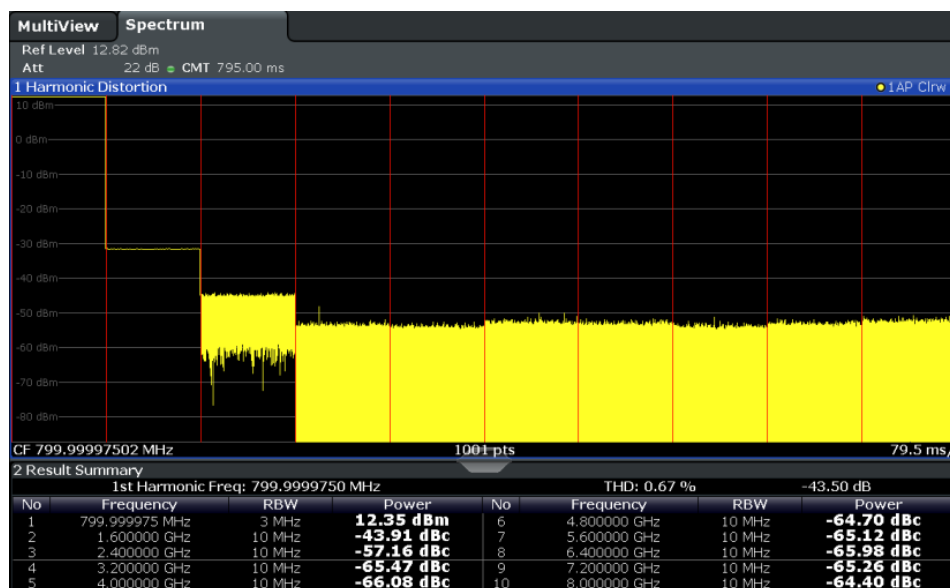 MultiView Spectrum
Ref Level 12.82 dBm
Att 22 dB CMT 795.00 ms
1 Harmonic Distortion 1AP Clrw
10 dBm
0 dBm
-10 dBm
-20 dBm
-30 dBm
-40 dBm
-50 dBm
-60 dBm
-70 dBm
-80 dBm
CF 799.99997502 MHz 1001 pts 79.5 ms/
2 Result Summary
1st Harmonic Freq: 799.9999750 MHz THD: 0.67 % -43.50 dB
No Frequency RBW Power No Frequency RBW Power
1 799.999975 MHz 3 MHz 12.35 dBm 6 4.800000 GHz 10 MHz -64.70 dBc
2 1.600000 GHz 10 MHz -43.91 dBc 7 5.600000 GHz 10 MHz -65.12 dBc
3 2.400000 GHz 10 MHz -57.16 dBc 8 6.400000 GHz 10 MHz -65.98 dBc
4 3.200000 GHz 10 MHz -65.47 dBc 9 7.200000 GHz 10 MHz -65.26 dBc
5 4.000000 GHz 10 MHz -66.08 dBc 10 8.000000 GHz 10 MHz -64.40 dBc